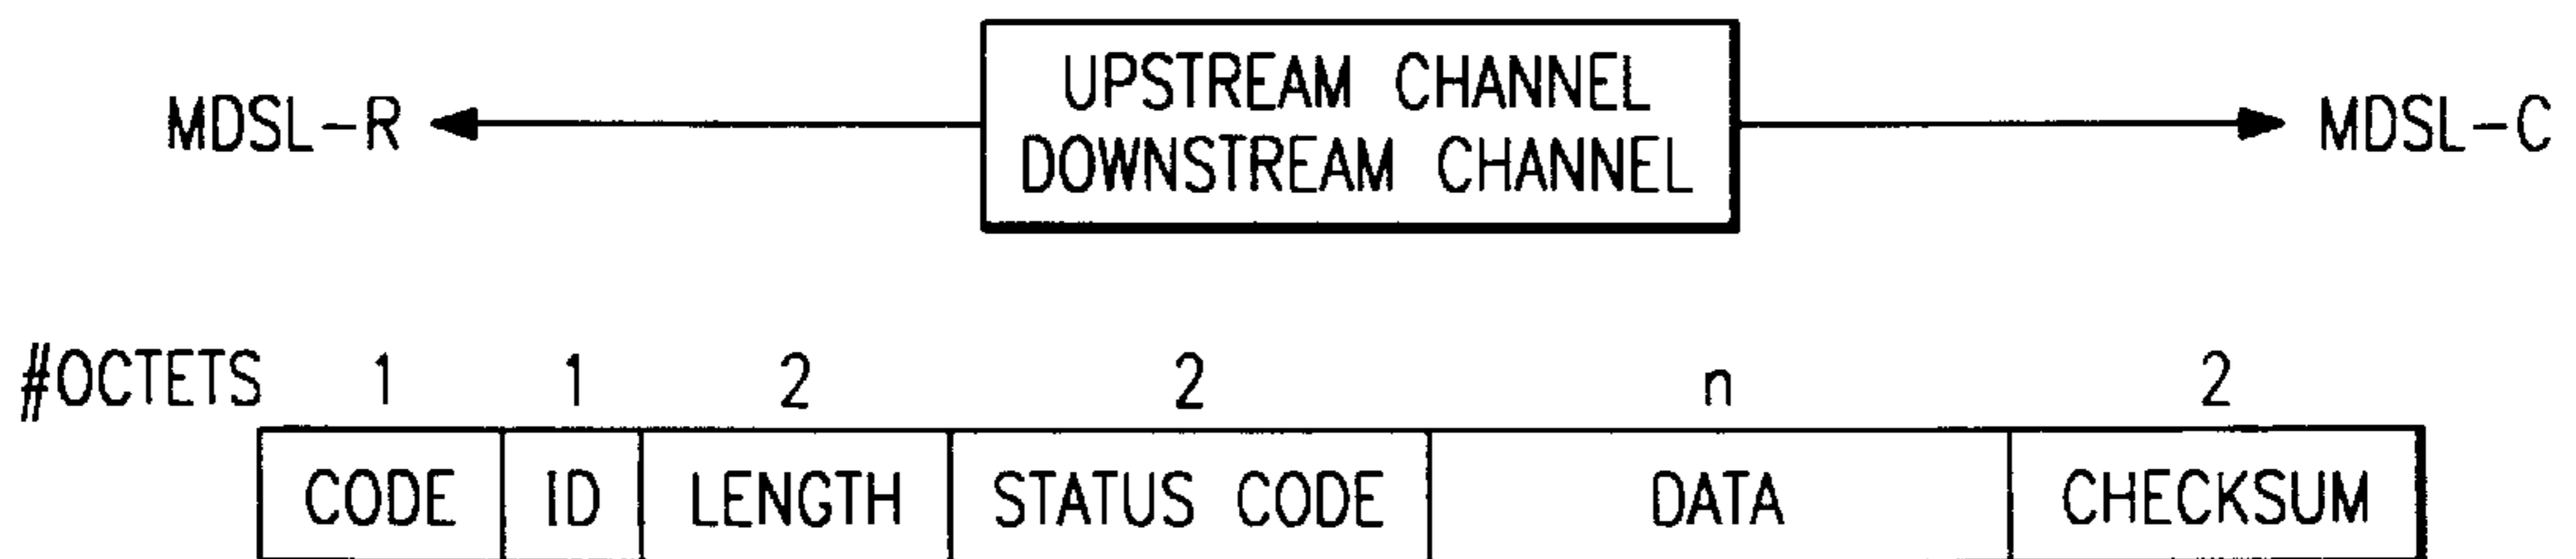 UPSTREAM CHANNEL
MDSL-R DOWNSTREAM CHANNEL MDSL-C
#OCTETS 1 1 2 2 n 2
CODE ID LENGTH STATUS CODE DATA CHECKSUM